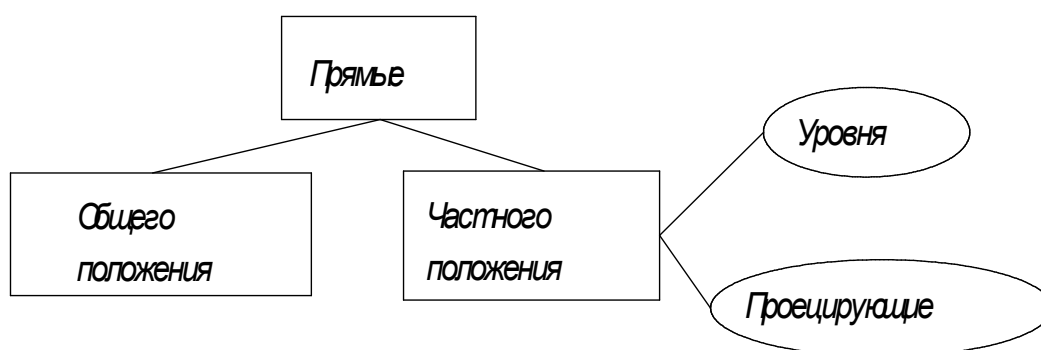 Прямые
Общего
положения
Частного
положения
Уровня
Проецирующие